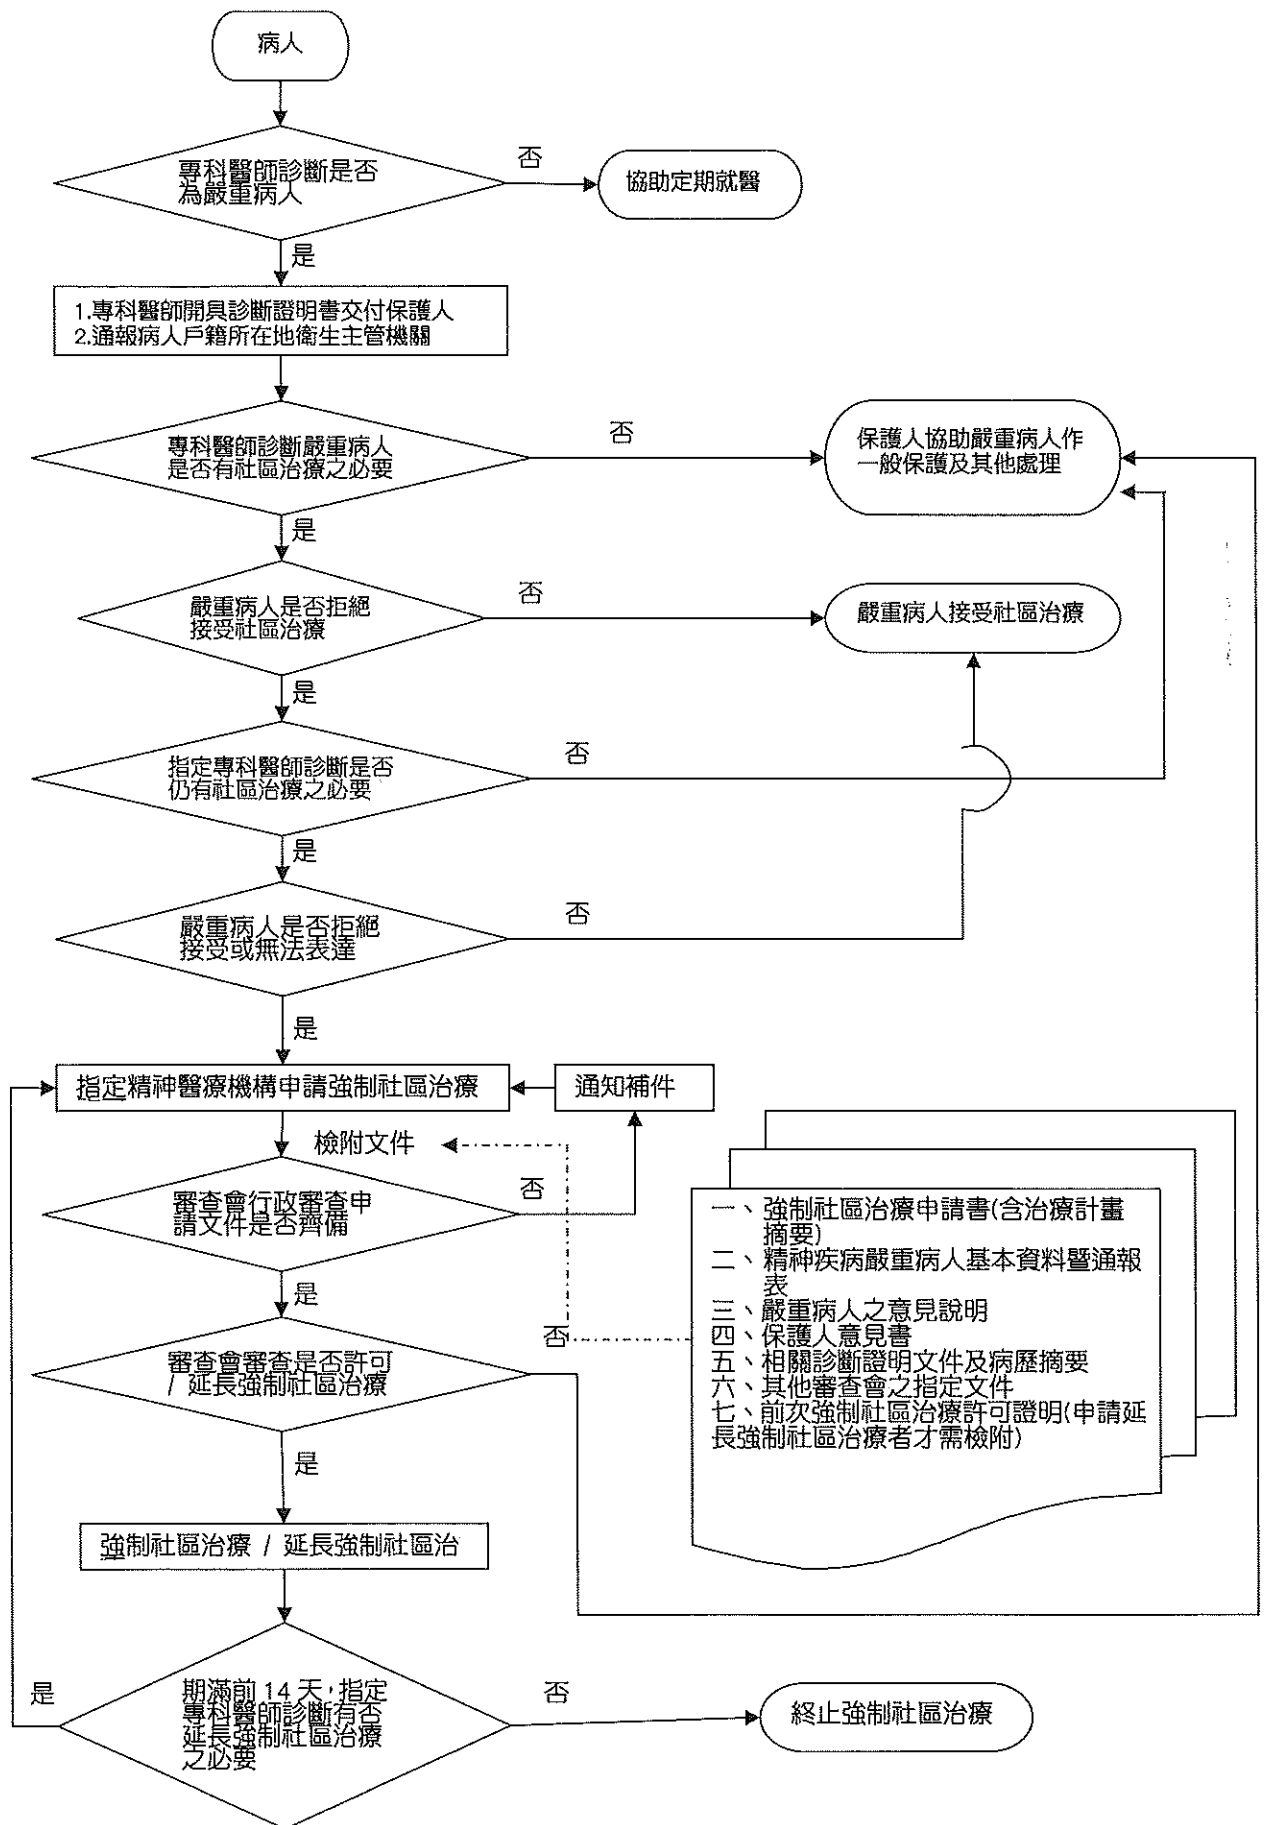 病人
專科醫師診斷是否
為嚴重病人
否
協助定期就醫
是
1.專科醫師開具診斷證明書交付保護人
2.通報病人戶籍所在地衛生主管機關
專科醫師診斷嚴重病人
是否有社區治療之必要
否
保護人協助嚴重病人作
一般保護及其他處理
是
嚴重病人是否拒絕
接受社區治療
否
嚴重病人接受社區治療
是
指定專科醫師診斷是否
仍有社區治療之必要
否
是
嚴重病人是否拒絕
接受或無法表達
否
是
指定精神醫療機構申請強制社區治療
通知補件
檢附文件
審查會行政審查申
請文件是否齊備
否
一、強制社區治療申請書(含治療計畫
摘要)
二、精神疾病嚴重病人基本資料暨通報
表
三、嚴重病人之意見說明
四、保護人意見書
五、相關診斷證明文件及病歷摘要
六、其他審查會之指定文件
七、前次強制社區治療許可證明(申請延
長強制社區治療者才需檢附)
是
審查會審查是否許可
/ 延長強制社區治療
否
是
強制社區治療 / 延長強制社區治
期滿前 14 天，指定
專科醫師診斷有否
延長強制社區治療
之必要
是
否
終止強制社區治療